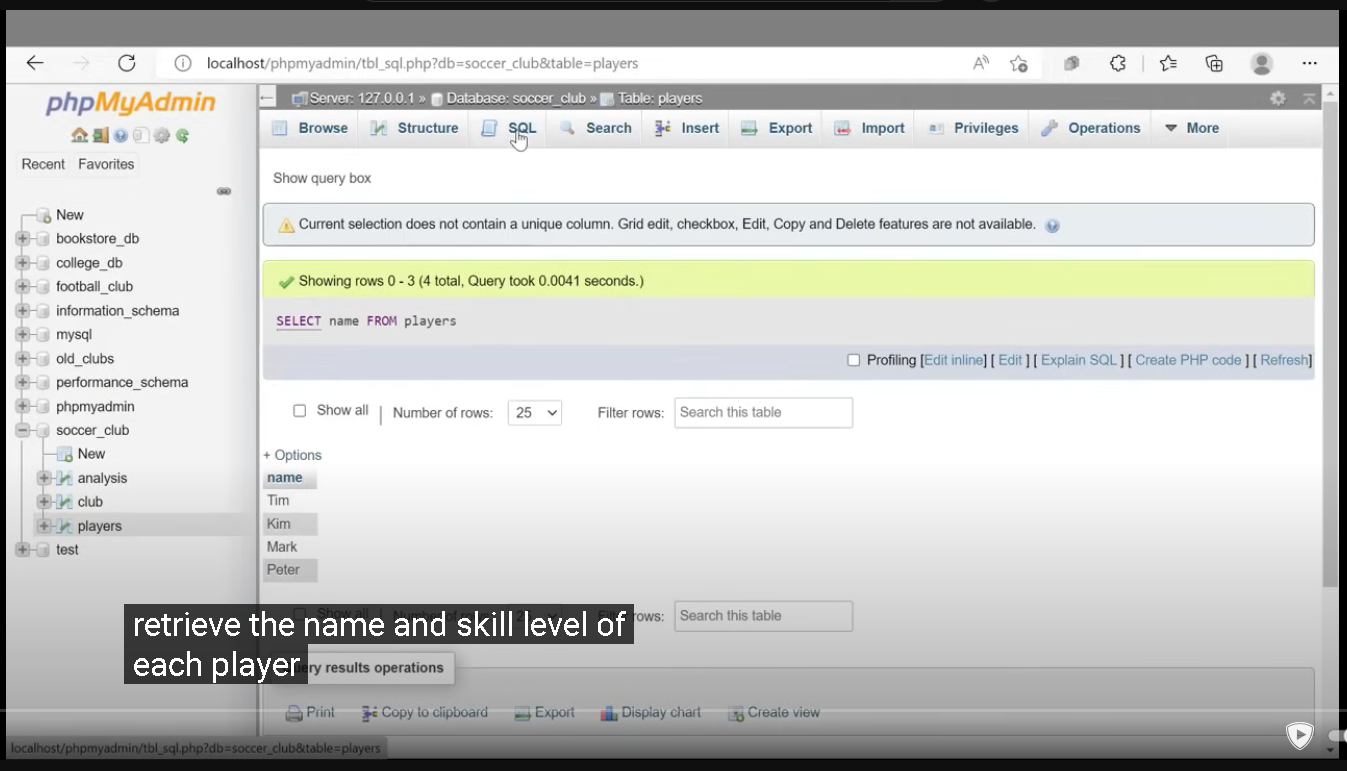 localhost/phpmyadmin/tbl_sql.php?db=soccer_club&table=players
phpMyAdmin
Server: 127.0.0.1 » Database: soccer_club » Table: players
Browse Structure SQL Search Insert Export Import Privileges Operations More
Recent Favorites
Show query box
New
bookstore_db
college_db
football_club
information_schema
mysql
old_clubs
performance_schema
phpmyadmin
soccer_club
New
analysis
club
players
test
Current selection does not contain a unique column. Grid edit, checkbox, Edit, Copy and Delete features are not available.
Showing rows 0 - 3 (4 total, Query took 0.0041 seconds.)
SELECT name FROM players
Profiling [Edit inline] [ Edit ] [ Explain SQL ] [ Create PHP code ] [ Refresh]
Show all | Number of rows: 25 Filter rows: Search this table
+ Options
name
Tim
Kim
Mark
Peter
Show all | Number of rows: Search this table
retrieve the name and skill level of
each player
results operations
Print Copy to clipboard Export Display chart Create view
localhost/phpmyadmin/tbl_sql.php?db=soccer_club&table=players